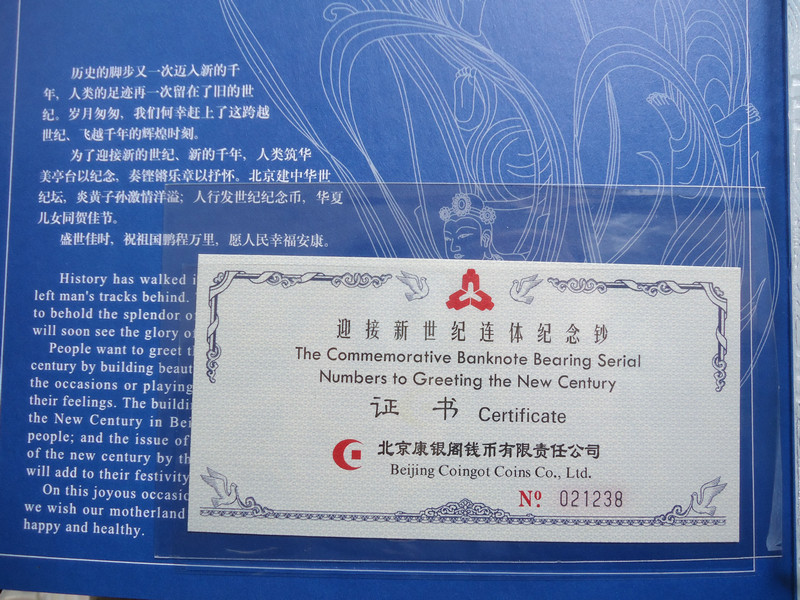 历史的脚步又一次迈入新的千
年，人类的足迹再一次留在了旧的世
纪。岁月匆匆，我们何幸赶上了这跨越
世纪、飞越千年的辉煌时刻。
为了迎接新的世纪、新的千年，人类筑华
美亭台以纪念，奏铿锵乐章以抒怀。北京建中华世
纪坛，炎黄子孙激情洋溢；人行发世纪纪念币，华夏
儿女同贺佳节。
盛世佳时，祝祖国鹏程万里，愿人民幸福安康。
History has walked i
left man's tracks behind.
to behold the splendor o
will soon see the glory of
People want to greet t
century by building beau
the occasions or playing
their feelings. The buildin
the New Century in Bei
people; and the issue of
of the new century by th
will add to their festivity
On this joyous occasio
we wish our motherland
happy and healthy.
迎接新世纪连体纪念钞
The Commemorative Banknote Bearing Serial
Numbers to Greeting the New Century
证书 Certificate
北京康银阁钱币有限责任公司
Beijing Coingot Coins Co., Ltd.
Nº. 021238